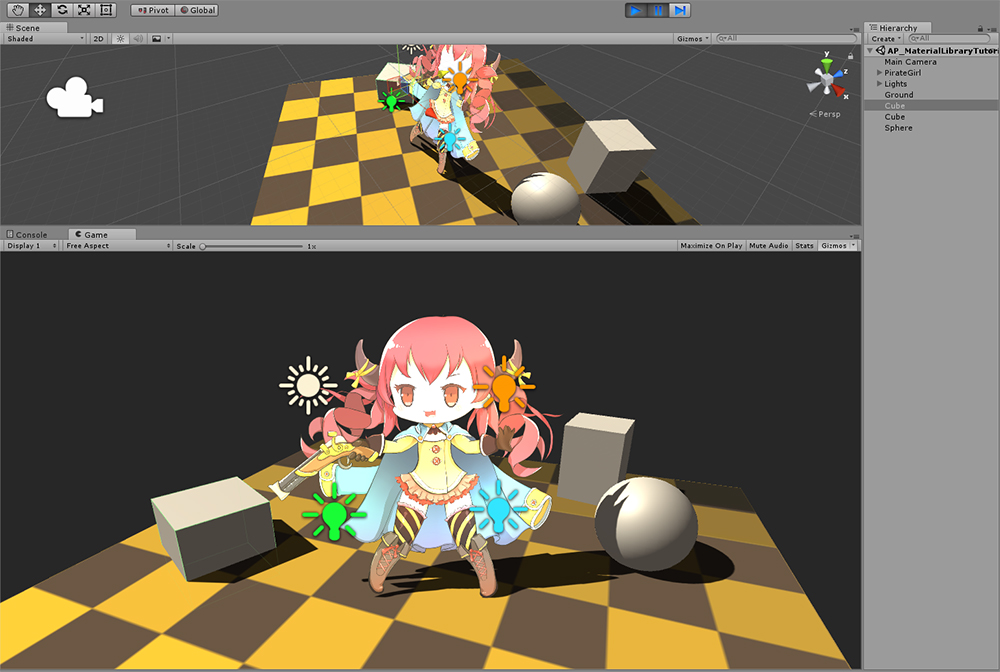 Pivot Global
Scene
Shaded 2D Gizmos All
y
z
x
Persp
Console Game
Display 1 Free Aspect Scale 1x Maximize On Play Mute Audio Stats Gizmos
Hierarchy
Create All
AP_MaterialLibraryTutori
Main Camera
PirateGirl
Lights
Ground
Cube
Cube
Sphere